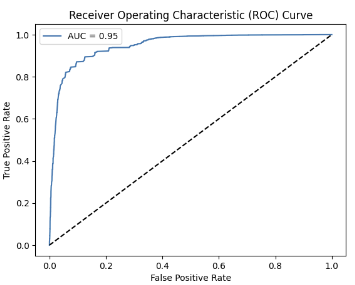 Receiver Operating Characteristic (ROC) Curve
AUC = 0.95
True Positive Rate
1.0
0.8
0.6
0.4
0.2
0.0
0.0 0.2 0.4 0.6 0.8 1.0
False Positive Rate